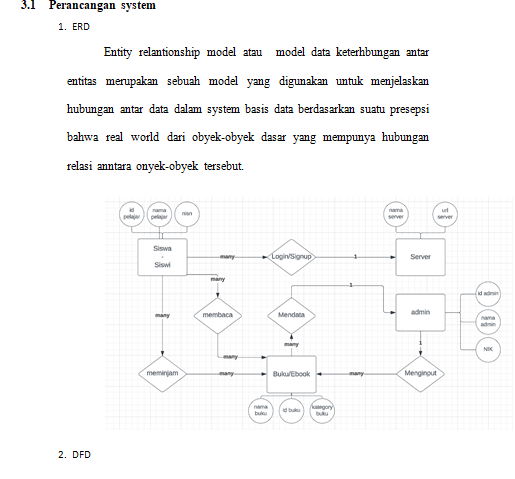 3.1 Perancangan system
1. ERD
Entity relantionship model atau model data keterhbungan antar
entitas merupakan sebuah model yang digunakan untuk menjelaskan
hubungan antar data dalam system basis data berdasarkan suatu presepsi
bahwa real world dari obyek-obyek dasar yang mempunya hubungan
relasi anntara onyek-obyek tersebut.
id
pelajar
nama
pelajar
nisn
nama
server
url
server
Siswa
-
Siswi
many
Login/Signup
1
Server
many
1
id admin
many
membaca
Mendata
admin
nama
admin
many
1
NIK
many
meminjam
many
Buku/Ebook
many
Menginput
nama
buku
id buku
kategory
buku
2. DFD